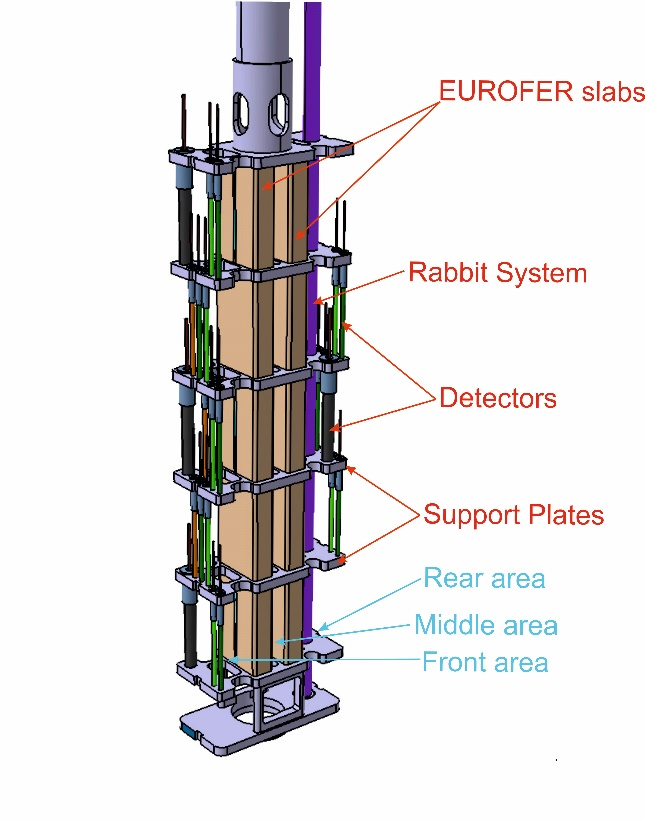 EUROFER slabs
Rabbit System
Detectors
Support Plates
Rear area
Middle area
Front area